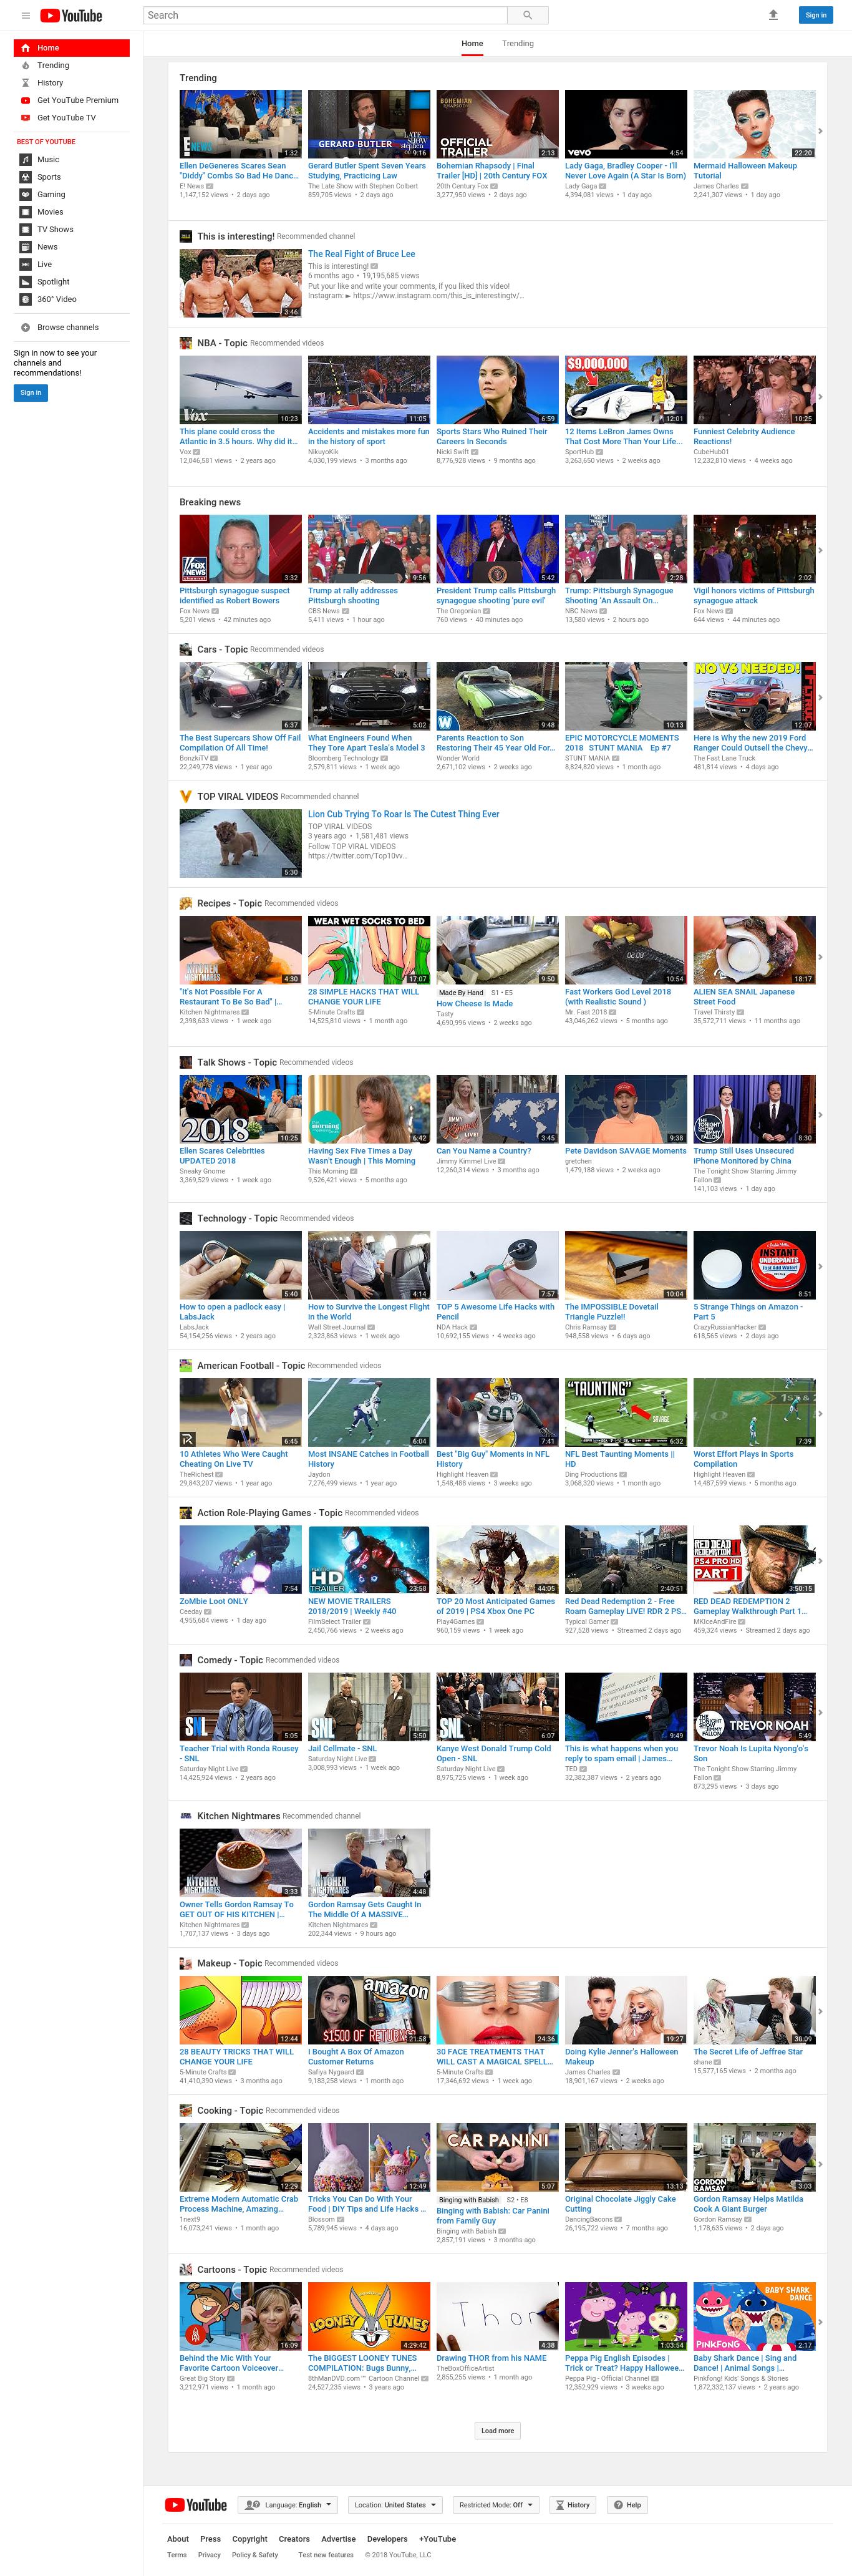 YouTube
Search
Sign in
Home
Trending
History
Get YouTube Premium
Get YouTube TV
BEST OF YOUTUBE
Music
Sports
Gaming
Movies
TV Shows
News
Live
Spotlight
360° Video
Browse channels
Sign in now to see your
channels and
recommendations!
Sign in
Home Trending
Trending
1:32
GERARD BUTLER
9:16
BOHEMIAN RHAPSODY
OFFICIAL TRAILER
2:13
vevo
4:54
22:20
Ellen DeGeneres Scares Sean
"Diddy" Combs So Bad He Danc...
E! News
1,147,152 views • 2 days ago
Gerard Butler Spent Seven Years
Studying, Practicing Law
The Late Show with Stephen Colbert
859,705 views • 2 days ago
Bohemian Rhapsody | Final
Trailer [HD] | 20th Century FOX
20th Century Fox
3,277,950 views • 2 days ago
Lady Gaga, Bradley Cooper - I'll
Never Love Again (A Star Is Born)
Lady Gaga
4,394,081 views • 1 day ago
Mermaid Halloween Makeup
Tutorial
James Charles
2,241,307 views • 1 day ago
This is interesting! Recommended channel
3:46
The Real Fight of Bruce Lee
This is interesting!
6 months ago • 19,195,685 views
Put your like and write your comments, if you liked this video!
Instagram: ► https://www.instagram.com/this_is_interestingtv/...
NBA - Topic Recommended videos
Vox
10:23
11:05
6:59
$9,000,000
12:01
10:25
This plane could cross the
Atlantic in 3.5 hours. Why did it...
Vox
12,046,581 views • 2 years ago
Accidents and mistakes more fun
in the history of sport
NikuyoKik
4,030,199 views • 3 months ago
Sports Stars Who Ruined Their
Careers In Seconds
Nicki Swift
8,776,928 views • 9 months ago
12 Items LeBron James Owns
That Cost More Than Your Life...
SportHub
3,263,650 views • 2 weeks ago
Funniest Celebrity Audience
Reactions!
CubeHub01
12,232,810 views • 4 weeks ago
Breaking news
FOX NEWS
3:32
9:56
5:42
2:28
2:02
Pittsburgh synagogue suspect
identified as Robert Bowers
Fox News
5,201 views • 42 minutes ago
Trump at rally addresses
Pittsburgh shooting
CBS News
5,411 views • 1 hour ago
President Trump calls Pittsburgh
synagogue shooting 'pure evil'
The Oregonian
760 views • 40 minutes ago
Trump: Pittsburgh Synagogue
Shooting 'An Assault On...
NBC News
13,580 views • 2 hours ago
Vigil honors victims of Pittsburgh
synagogue attack
Fox News
644 views • 44 minutes ago
Cars - Topic Recommended videos
6:37
5:02
9:48
10:13
NO V6 NEEDED!
12:07
The Best Supercars Show Off Fail
Compilation Of All Time!
BonzkiTV
22,249,778 views • 1 year ago
What Engineers Found When
They Tore Apart Tesla's Model 3
Bloomberg Technology
2,579,811 views • 1 week ago
Parents Reaction to Son
Restoring Their 45 Year Old For...
Wonder World
2,671,102 views • 2 weeks ago
EPIC MOTORCYCLE MOMENTS
2018 STUNT MANIA Ep #7
STUNT MANIA
8,824,820 views • 1 month ago
Here is Why the new 2019 Ford
Ranger Could Outsell the Chevy...
The Fast Lane Truck
481,814 views • 4 days ago
TOP VIRAL VIDEOS Recommended channel
5:30
Lion Cub Trying To Roar Is The Cutest Thing Ever
TOP VIRAL VIDEOS
3 years ago • 1,581,481 views
Follow TOP VIRAL VIDEOS
https://twitter.com/Top10vv...
Recipes - Topic Recommended videos
KITCHEN NIGHTMARES
4:30
WEAR WET SOCKS TO BED
17:07
9:50
02.08
10:54
18:17
"It's Not Possible For A
Restaurant To Be So Bad" |...
Kitchen Nightmares
2,398,633 views • 1 week ago
28 SIMPLE HACKS THAT WILL
CHANGE YOUR LIFE
5-Minute Crafts
14,525,810 views • 1 month ago
Made By Hand S1 • E5
How Cheese Is Made
Tasty
4,690,996 views • 2 weeks ago
Fast Workers God Level 2018
(with Realistic Sound )
Mr. Fast 2018
43,046,262 views • 5 months ago
ALIEN SEA SNAIL Japanese
Street Food
Travel Thirsty
35,572,711 views • 11 months ago
Talk Shows - Topic Recommended videos
2018
10:25
6:42
3:45
9:38
8:30
Ellen Scares Celebrities
UPDATED 2018
Sneaky Gnome
3,369,529 views • 1 week ago
Having Sex Five Times a Day
Wasn't Enough | This Morning
This Morning
9,526,421 views • 5 months ago
Can You Name a Country?
Jimmy Kimmel Live
12,260,314 views • 3 months ago
Pete Davidson SAVAGE Moments
gretchen
1,479,188 views • 2 weeks ago
Trump Still Uses Unsecured
iPhone Monitored by China
The Tonight Show Starring Jimmy
Fallon
141,103 views • 1 day ago
Technology - Topic Recommended videos
5:40
4:14
7:57
10:04
INSTANT UNDERPANTS
8:51
How to open a padlock easy |
LabsJack
LabsJack
54,154,256 views • 2 years ago
How to Survive the Longest Flight
in the World
Wall Street Journal
2,323,863 views • 1 week ago
TOP 5 Awesome Life Hacks with
Pencil
NDA Hack
10,692,155 views • 4 weeks ago
The IMPOSSIBLE Dovetail
Triangle Puzzle!!
Chris Ramsay
948,558 views • 6 days ago
5 Strange Things on Amazon -
Part 5
CrazyRussianHacker
618,565 views • 2 days ago
American Football - Topic Recommended videos
6:45
6:04
7:41
"TAUNTING"
SAVAGE
6:32
7:39
10 Athletes Who Were Caught
Cheating On Live TV
TheRichest
29,843,207 views • 1 year ago
Most INSANE Catches in Football
History
Jaydon
7,276,499 views • 1 year ago
Best "Big Guy" Moments in NFL
History
Highlight Heaven
1,548,488 views • 3 weeks ago
NFL Best Taunting Moments ||
HD
Ding Productions
3,068,320 views • 1 month ago
Worst Effort Plays in Sports
Compilation
Highlight Heaven
14,487,599 views • 5 months ago
Action Role-Playing Games - Topic Recommended videos
7:54
HD
TRAILER
23:58
44:05
2:40:51
RED DEAD REDEMPTION
PS4 PRO HD
PART 1
3:50:15
ZoMbie Loot ONLY
Ceeday
4,955,684 views • 1 day ago
NEW MOVIE TRAILERS
2018/2019 | Weekly #40
FilmSelect Trailer
2,450,766 views • 2 weeks ago
TOP 20 Most Anticipated Games
of 2019 | PS4 Xbox One PC
Play4Games
960,159 views • 1 week ago
Red Dead Redemption 2 - Free
Roam Gameplay LIVE! RDR 2 PS...
Typical Gamer
927,528 views • Streamed 2 days ago
RED DEAD REDEMPTION 2
Gameplay Walkthrough Part 1...
MKIceAndFire
459,324 views • Streamed 2 days ago
Comedy - Topic Recommended videos
SNL
5:05
SNL
5:50
SNL
6:07
9:49
THE TONIGHT SHOW
TREVOR NOAH
5:49
Teacher Trial with Ronda Rousey
- SNL
Saturday Night Live
14,425,924 views • 2 years ago
Jail Cellmate - SNL
Saturday Night Live
3,008,993 views • 1 week ago
Kanye West Donald Trump Cold
Open - SNL
Saturday Night Live
8,975,725 views • 1 week ago
This is what happens when you
reply to spam email | James...
TED
32,382,387 views • 2 years ago
Trevor Noah Is Lupita Nyong'o's
Son
The Tonight Show Starring Jimmy
Fallon
873,295 views • 3 days ago
Kitchen Nightmares Recommended channel
KITCHEN NIGHTMARES
3:33
KITCHEN NIGHTMARES
4:48
Owner Tells Gordon Ramsay To
GET OUT OF HIS KITCHEN |...
Kitchen Nightmares
1,707,137 views • 3 days ago
Gordon Ramsay Gets Caught In
The Middle Of A MASSIVE...
Kitchen Nightmares
202,344 views • 9 hours ago
Makeup - Topic Recommended videos
12:44
amazon
$1500 OF RETURNS?
21:58
24:36
19:27
30:09
28 BEAUTY TRICKS THAT WILL
CHANGE YOUR LIFE
5-Minute Crafts
41,410,390 views • 3 months ago
I Bought A Box Of Amazon
Customer Returns
Safiya Nygaard
9,183,258 views • 1 month ago
30 FACE TREATMENTS THAT
WILL CAST A MAGICAL SPELL...
5-Minute Crafts
17,346,692 views • 1 week ago
Doing Kylie Jenner's Halloween
Makeup
James Charles
18,901,167 views • 2 weeks ago
The Secret Life of Jeffree Star
shane
15,577,165 views • 2 months ago
Cooking - Topic Recommended videos
12:29
12:49
CAR PANINI
5:07
13:13
GORDON RAMSAY
3:03
Extreme Modern Automatic Crab
Process Machine, Amazing...
1next9
16,073,241 views • 1 month ago
Tricks You Can Do With Your
Food | DIY Tips and Life Hacks ...
Blossom
5,789,945 views • 4 days ago
Binging with Babish S2 • E8
Binging with Babish: Car Panini
from Family Guy
Binging with Babish
2,857,191 views • 3 months ago
Original Chocolate Jiggly Cake
Cutting
DancingBacons
26,195,722 views • 7 months ago
Gordon Ramsay Helps Matilda
Cook A Giant Burger
Gordon Ramsay
1,178,635 views • 2 days ago
Cartoons - Topic Recommended videos
16:09
LOONEY TUNES
4:29:42
Thor
4:38
1:03:54
BABY SHARK DANCE
PINKFONG
2:17
Behind the Mic With Your
Favorite Cartoon Voiceover...
Great Big Story
3,212,971 views • 1 month ago
The BIGGEST LOONEY TUNES
COMPILATION: Bugs Bunny,...
8thManDVD.com™ Cartoon Channel
24,527,235 views • 3 years ago
Drawing THOR from his NAME
TheBoxOfficeArtist
2,855,255 views • 1 month ago
Peppa Pig English Episodes |
Trick or Treat? Happy Hallowee...
Peppa Pig - Official Channel
12,352,929 views • 3 weeks ago
Baby Shark Dance | Sing and
Dance! | Animal Songs |...
Pinkfong! Kids' Songs & Stories
1,872,332,137 views • 2 years ago
Load more
YouTube
Language: English
Location: United States
Restricted Mode: Off
History
Help
About Press Copyright Creators Advertise Developers +YouTube
Terms Privacy Policy & Safety Test new features © 2018 YouTube, LLC